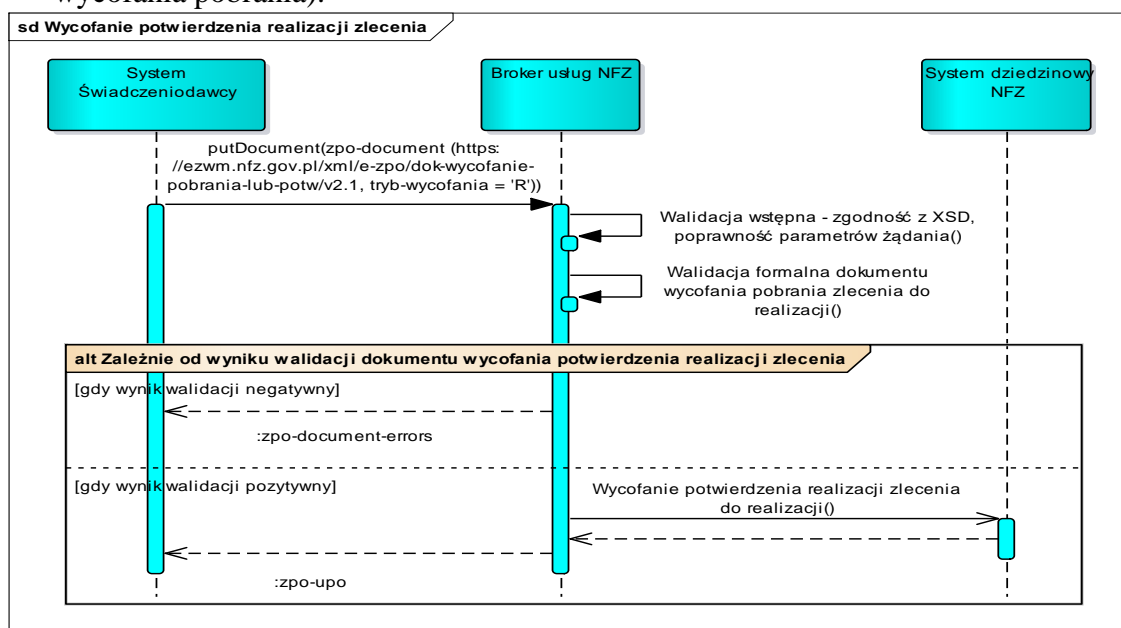 wycofania pobrania).
sd Wycofanie potwierdzenia realizacji zlecenia
System
Świadczeniodawcy
Broker usług NFZ
System dziedzinowy
NFZ
putDocument(zpo-document (https:
//ezwm.nfz.gov.pl/xml/e-zpo/dok-wycofanie-
pobrania-lub-potw/v2.1, tryb-wycofania = 'R'))
Walidacja wstępna - zgodność z XSD,
poprawność parametrów żądania()
Walidacja formalna dokumentu
wycofania pobrania zlecenia do
realizacji()
alt Zależnie od wyniku walidacji dokumentu wycofania potwierdzenia realizacji zlecenia
[gdy wynik walidacji negatywny]
:zpo-document-errors
[gdy wynik walidacji pozytywny]
Wycofanie potwierdzenia realizacji zlecenia
do realizacji()
:zpo-upo